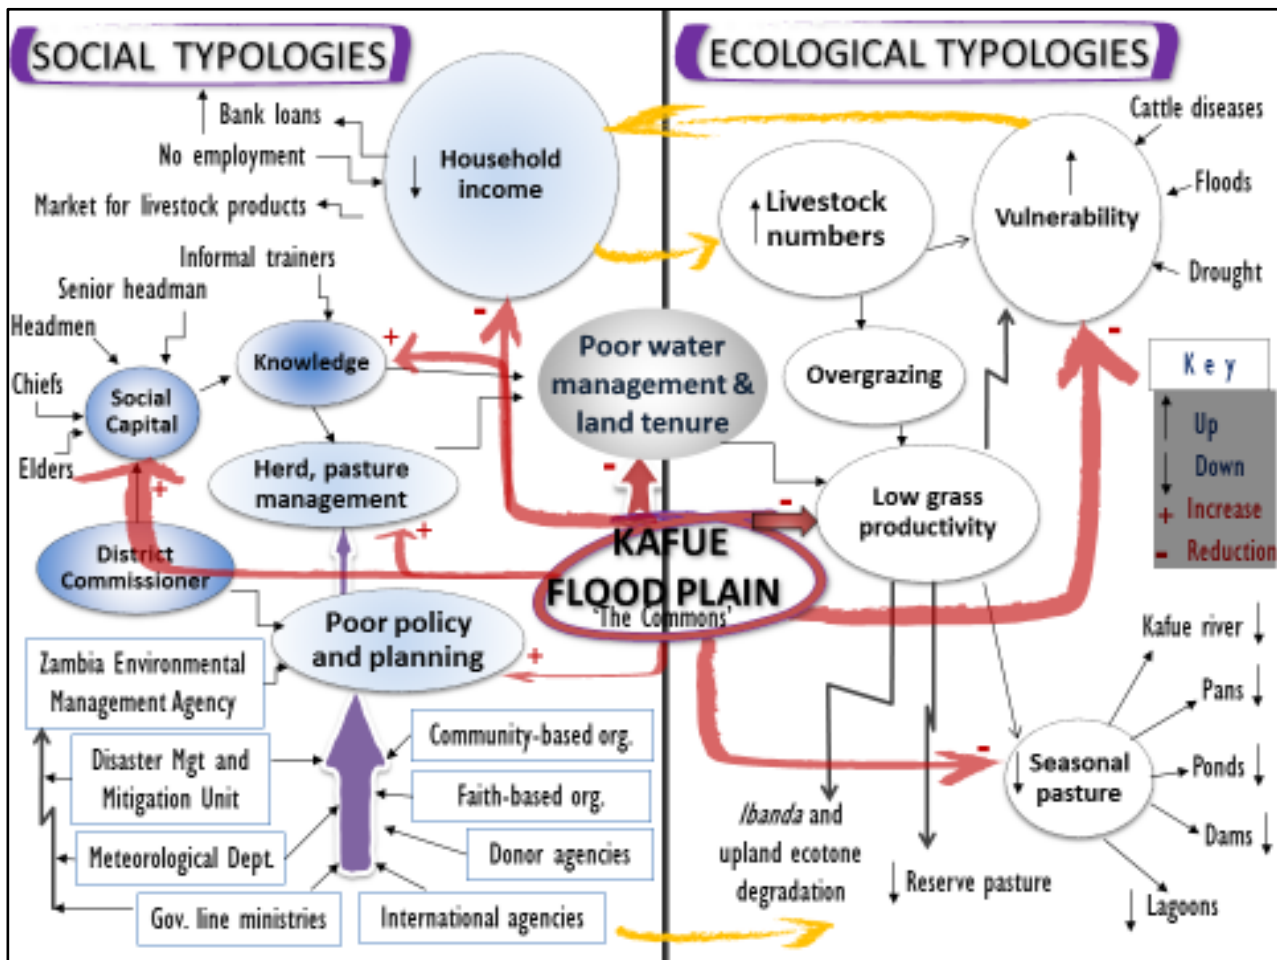 SOCIAL TYPOLOGIES
ECOLOGICAL TYPOLOGIES
Bank loans
No employment
Market for livestock products
Household
income
Informal trainers
Senior headman
Headmen
Chiefs
Elders
Social
Capital
Knowledge
Herd, pasture
management
District
Commissioner
Poor policy
and planning
Zambia Environmental
Management Agency
Disaster Mgt and
Mitigation Unit
Meteorological Dept.
Gov. line ministries
Community-based org.
Faith-based org.
Donor agencies
International agencies
Poor water
management &
land tenure
KAFUE
FLOOD PLAIN
'The Commons'
Livestock
numbers
Overgrazing
Low grass
productivity
Vulnerability
Cattle diseases
Floods
Drought
Key
Up
Down
+ Increase
- Reduction
Seasonal
pasture
Kafue river
Pans
Ponds
Dams
Lagoons
Ibanda and
upland ecotone
degradation
Reserve pasture
+
-
+
+
+
-
-
-
-